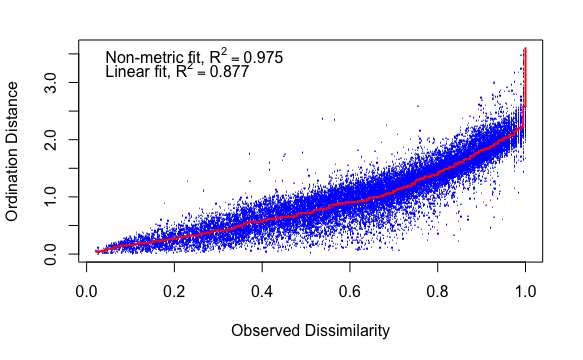 Non-metric fit, R² = 0.975
Linear fit, R² = 0.877
Ordination Distance
3.0
2.0
1.0
0.0
0.0 0.2 0.4 0.6 0.8 1.0
Observed Dissimilarity